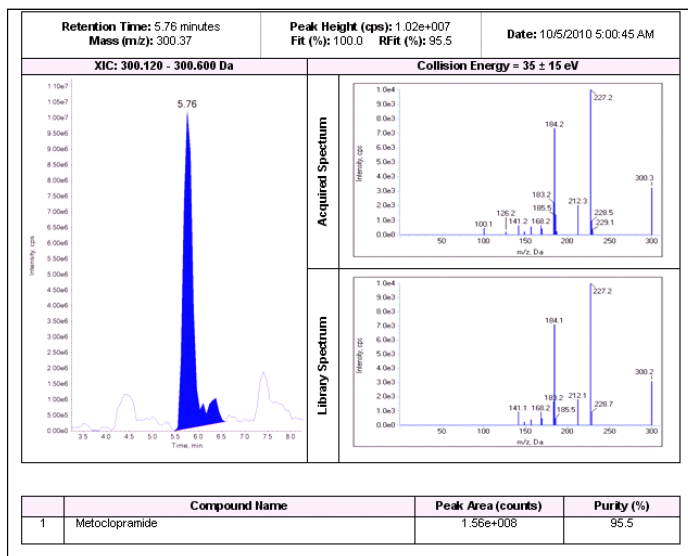 Retention Time: 5.76 minutes
Mass (m/z): 300.37
Peak Height (cps): 1.02e+007
Fit (%): 100.0 RFit (%): 95.5
Date: 10/5/2010 5:00:45 AM
XIC: 300.120 - 300.600 Da
Collision Energy = 35 ± 15 eV
1.10e7
1.05e7
1.00e7
9.50e6
9.00e6
8.50e6
8.00e6
7.50e6
7.00e6
6.50e6
6.00e6
5.50e6
5.00e6
4.50e6
4.00e6
3.50e6
3.00e6
2.50e6
2.00e6
1.50e6
1.00e6
5.00e5
0.00e0
Intensity, cps
5.76
3.5 4.0 4.5 5.0 5.5 6.0 6.5 7.0 7.5 8.0
Time, min
Acquired Spectrum
1.0e4
9.0e3
8.0e3
7.0e3
6.0e3
5.0e3
4.0e3
3.0e3
2.0e3
1.0e3
0.0e0
Intensity, cps
227.2
184.2
300.3
183.2
212.3
126.2
185.5
228.5
100.1
141.2
168.2
229.1
50 100 150 200 250 300
m/z, Da
Library Spectrum
1.0e4
9.0e3
8.0e3
7.0e3
6.0e3
5.0e3
4.0e3
3.0e3
2.0e3
1.0e3
0.0e0
Intensity, cps
227.2
184.1
300.2
183.2
212.1
141.1
168.2
185.5
228.7
50 100 150 200 250 300
m/z, Da
Compound Name Peak Area (counts) Purity (%)
1 Metoclopramide 1.56e+008 95.5